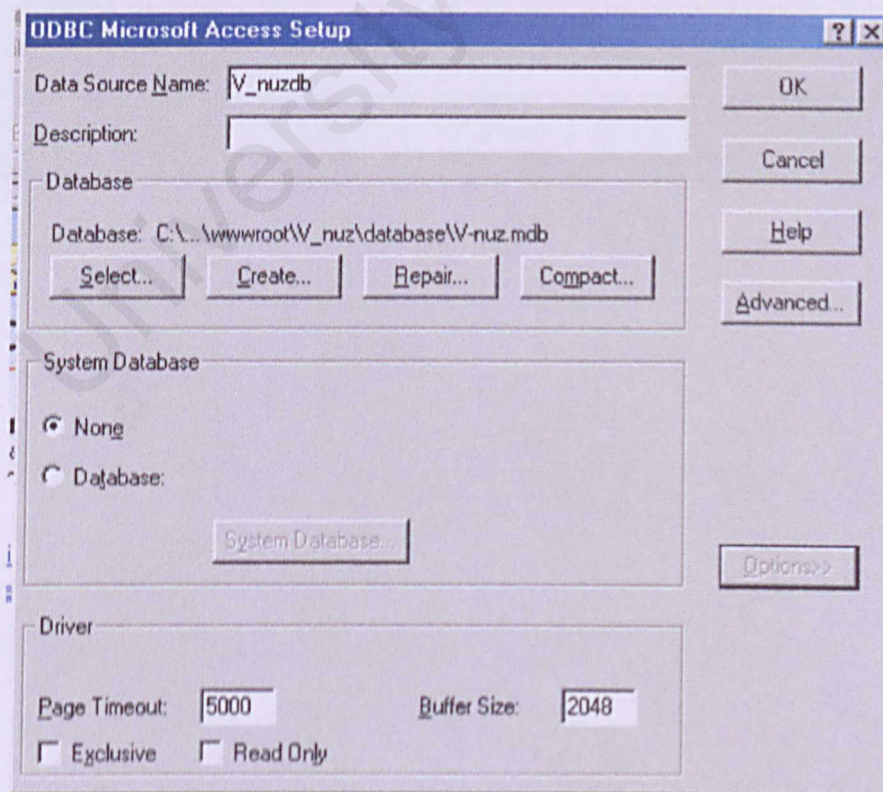 ODBC Microsoft Access Setup
Data Source Name: V_nuzdb
OK
Description:
Cancel
Database
Database: C:\...\wwwroot\V_nuz\database\V-nuz.mdb
Help
Select... Create... Repair... Compact...
Advanced...
System Database
None
Database:
System Database...
Options>>
Driver
Page Timeout: 5000 Buffer Size: 2048
Exclusive Read Only
University